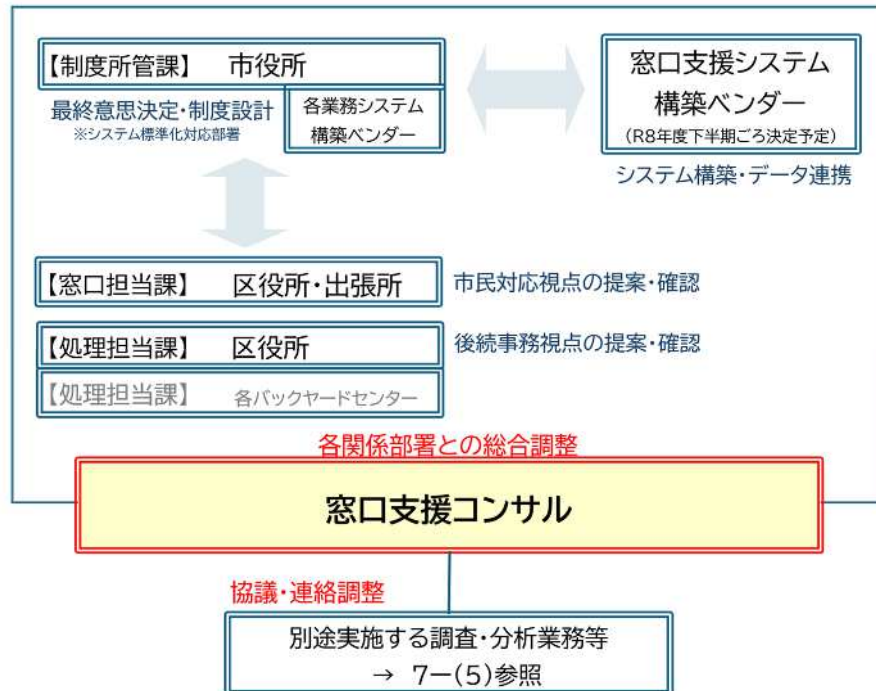 【制度所管課】 市役所
最終意思決定・制度設計
※システム標準化対応部署
各業務システム
構築ベンダー
窓口支援システム
構築ベンダー
(R8年度下半期ごろ決定予定)
システム構築・データ連携
【窓口担当課】 区役所・出張所
市民対応視点の提案・確認
【処理担当課】 区役所
後続事務視点の提案・確認
【処理担当課】 各バックヤードセンター
各関係部署との総合調整
窓口支援コンサル
協議・連絡調整
別途実施する調査・分析業務等
→ 7ー(5)参照